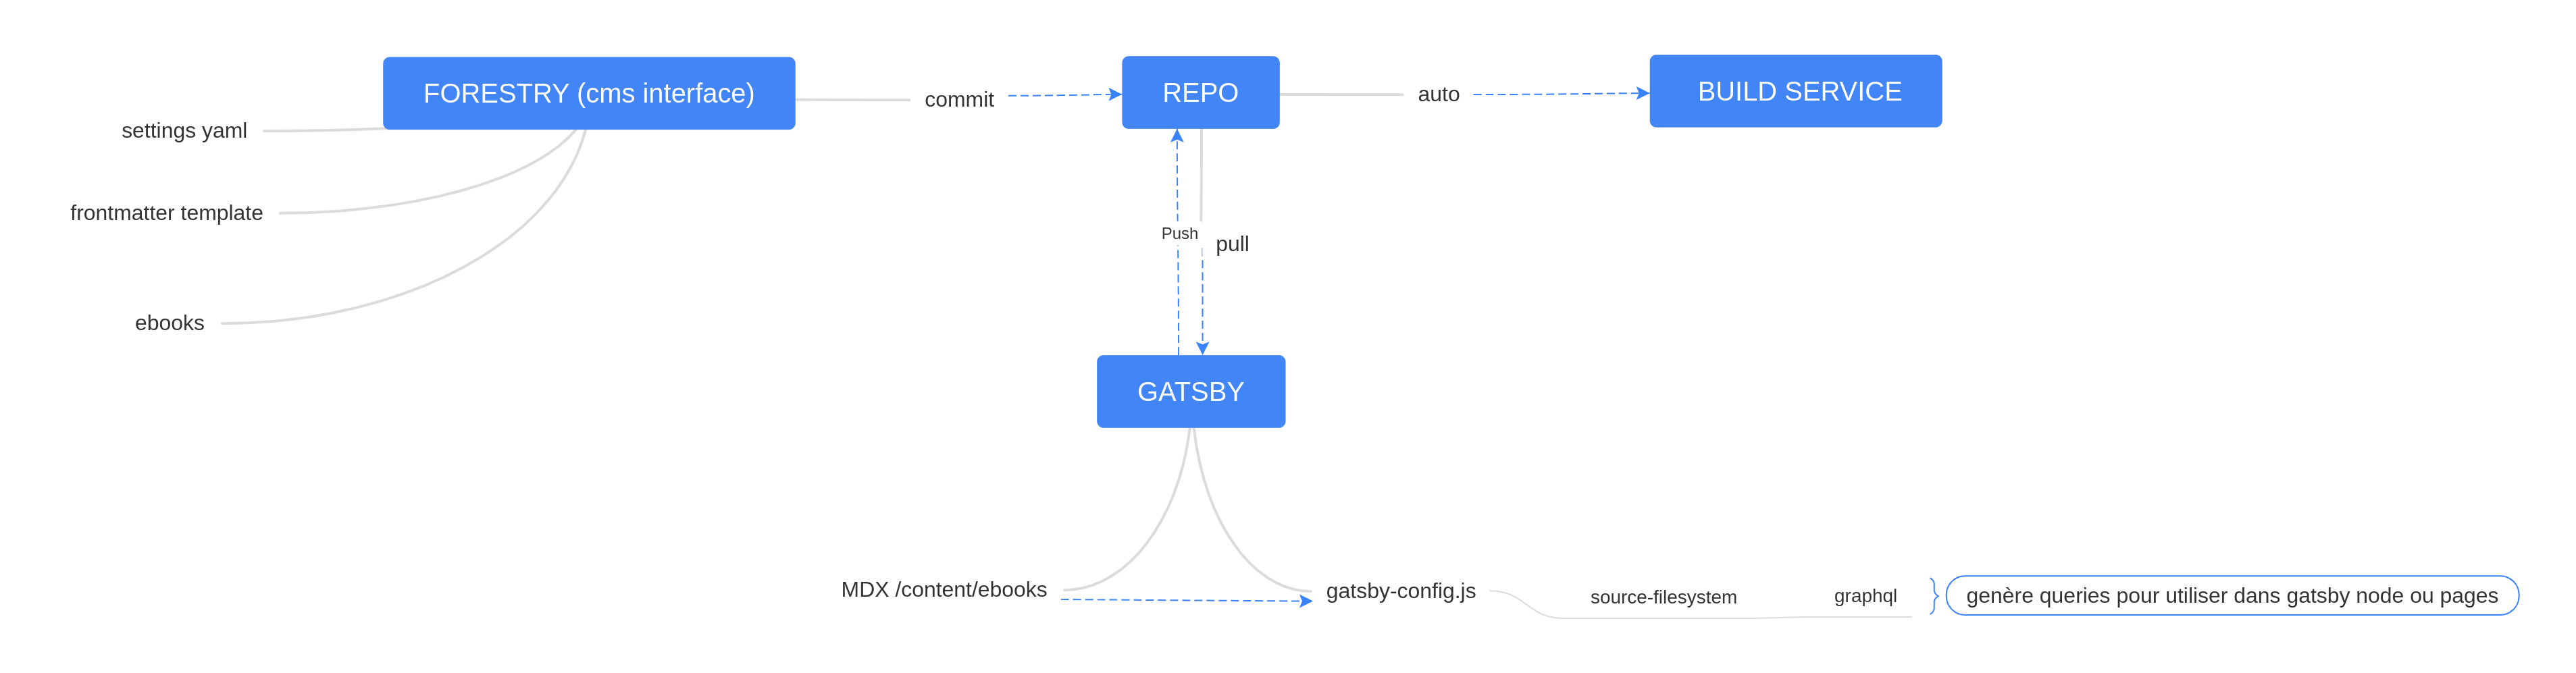 FORESTRY (cms interface)
commit
REPO
auto
BUILD SERVICE
settings yaml
frontmatter template
ebooks
Push
pull
GATSBY
MDX /content/ebooks
gatsby-config.js
source-filesystem
graphql
genère queries pour utiliser dans gatsby node ou pages